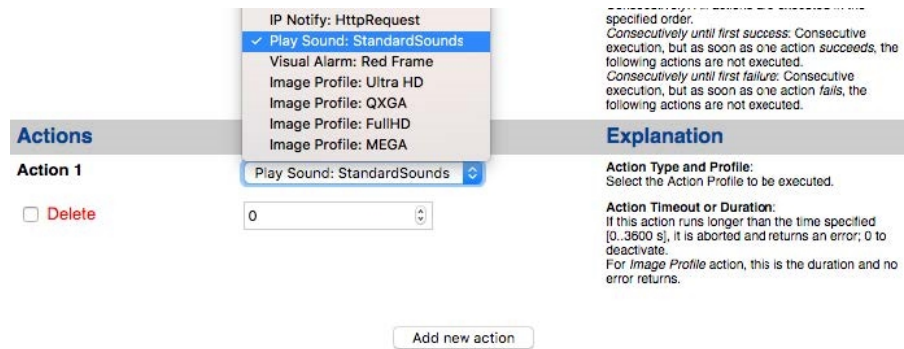 IP Notify: HttpRequest
✓ Play Sound: StandardSounds
Visual Alarm: Red Frame
Image Profile: Ultra HD
Image Profile: QXGA
Image Profile: FullHD
Image Profile: MEGA
specified order.
Consecutively until first success: Consecutive
execution, but as soon as one action succeeds, the
following actions are not executed.
Consecutively until first failure: Consecutive
execution, but as soon as one action fails, the
following actions are not executed.
Actions
Explanation
Action 1
Play Sound: StandardSounds
Action Type and Profile:
Select the Action Profile to be executed.
Delete
0
Action Timeout or Duration:
If this action runs longer than the time specified
[0..3600 s], it is aborted and returns an error; 0 to
deactivate.
For Image Profile action, this is the duration and no
error returns.
Add new action